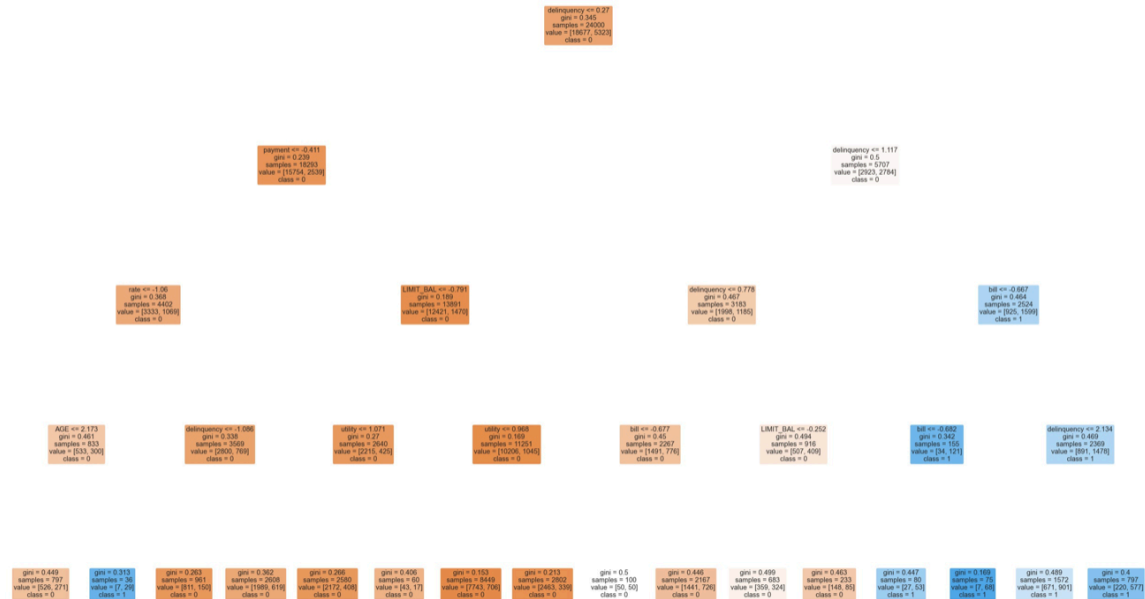 delinquency <= 0.27
gini = 0.345
samples = 24000
value = [18677, 5323]
class = 0
payment <= -0.411
gini = 0.239
samples = 18293
value = [15754, 2539]
class = 0
delinquency <= 1.117
gini = 0.5
samples = 5707
value = [2923, 2784]
class = 0
rate <= -1.06
gini = 0.368
samples = 4402
value = [3333, 1069]
class = 0
LIMIT_BAL <= -0.791
gini = 0.189
samples = 13891
value = [12421, 1470]
class = 0
delinquency <= 0.778
gini = 0.467
samples = 3183
value = [1998, 1185]
class = 0
bill <= -0.667
gini = 0.464
samples = 2524
value = [925, 1599]
class = 1
AGE <= 2.173
gini = 0.461
samples = 833
value = [533, 300]
class = 0
delinquency <= -1.086
gini = 0.338
samples = 3569
value = [2800, 769]
class = 0
utility <= 1.071
gini = 0.27
samples = 2640
value = [2215, 425]
class = 0
utility <= 0.968
gini = 0.169
samples = 11251
value = [10206, 1045]
class = 0
bill <= -0.677
gini = 0.45
samples = 2267
value = [1491, 776]
class = 0
LIMIT_BAL <= -0.252
gini = 0.494
samples = 916
value = [507, 409]
class = 0
bill <= -0.682
gini = 0.342
samples = 155
value = [34, 121]
class = 1
delinquency <= 2.134
gini = 0.469
samples = 2369
value = [891, 1478]
class = 1
gini = 0.449
samples = 797
value = [526, 271]
class = 0
gini = 0.313
samples = 36
value = [7, 29]
class = 1
gini = 0.263
samples = 961
value = [811, 150]
class = 0
gini = 0.362
samples = 2608
value = [1989, 619]
class = 0
gini = 0.266
samples = 2580
value = [2172, 408]
class = 0
gini = 0.406
samples = 60
value = [43, 17]
class = 0
gini = 0.153
samples = 8449
value = [7743, 706]
class = 0
gini = 0.213
samples = 2802
value = [2463, 339]
class = 0
gini = 0.5
samples = 100
value = [50, 50]
class = 0
gini = 0.446
samples = 2167
value = [1441, 726]
class = 0
gini = 0.499
samples = 683
value = [359, 324]
class = 0
gini = 0.463
samples = 233
value = [148, 85]
class = 0
gini = 0.447
samples = 80
value = [27, 53]
class = 1
gini = 0.169
samples = 75
value = [7, 68]
class = 1
gini = 0.489
samples = 1572
value = [671, 901]
class = 1
gini = 0.4
samples = 797
value = [220, 577]
class = 1